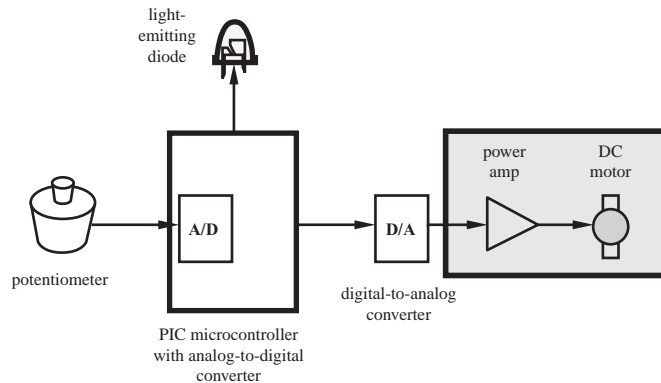 light-
emitting
diode
power
amp
DC
motor
A/D
D/A
potentiometer
digital-to-analog
converter
PIC microcontroller
with analog-to-digital
converter